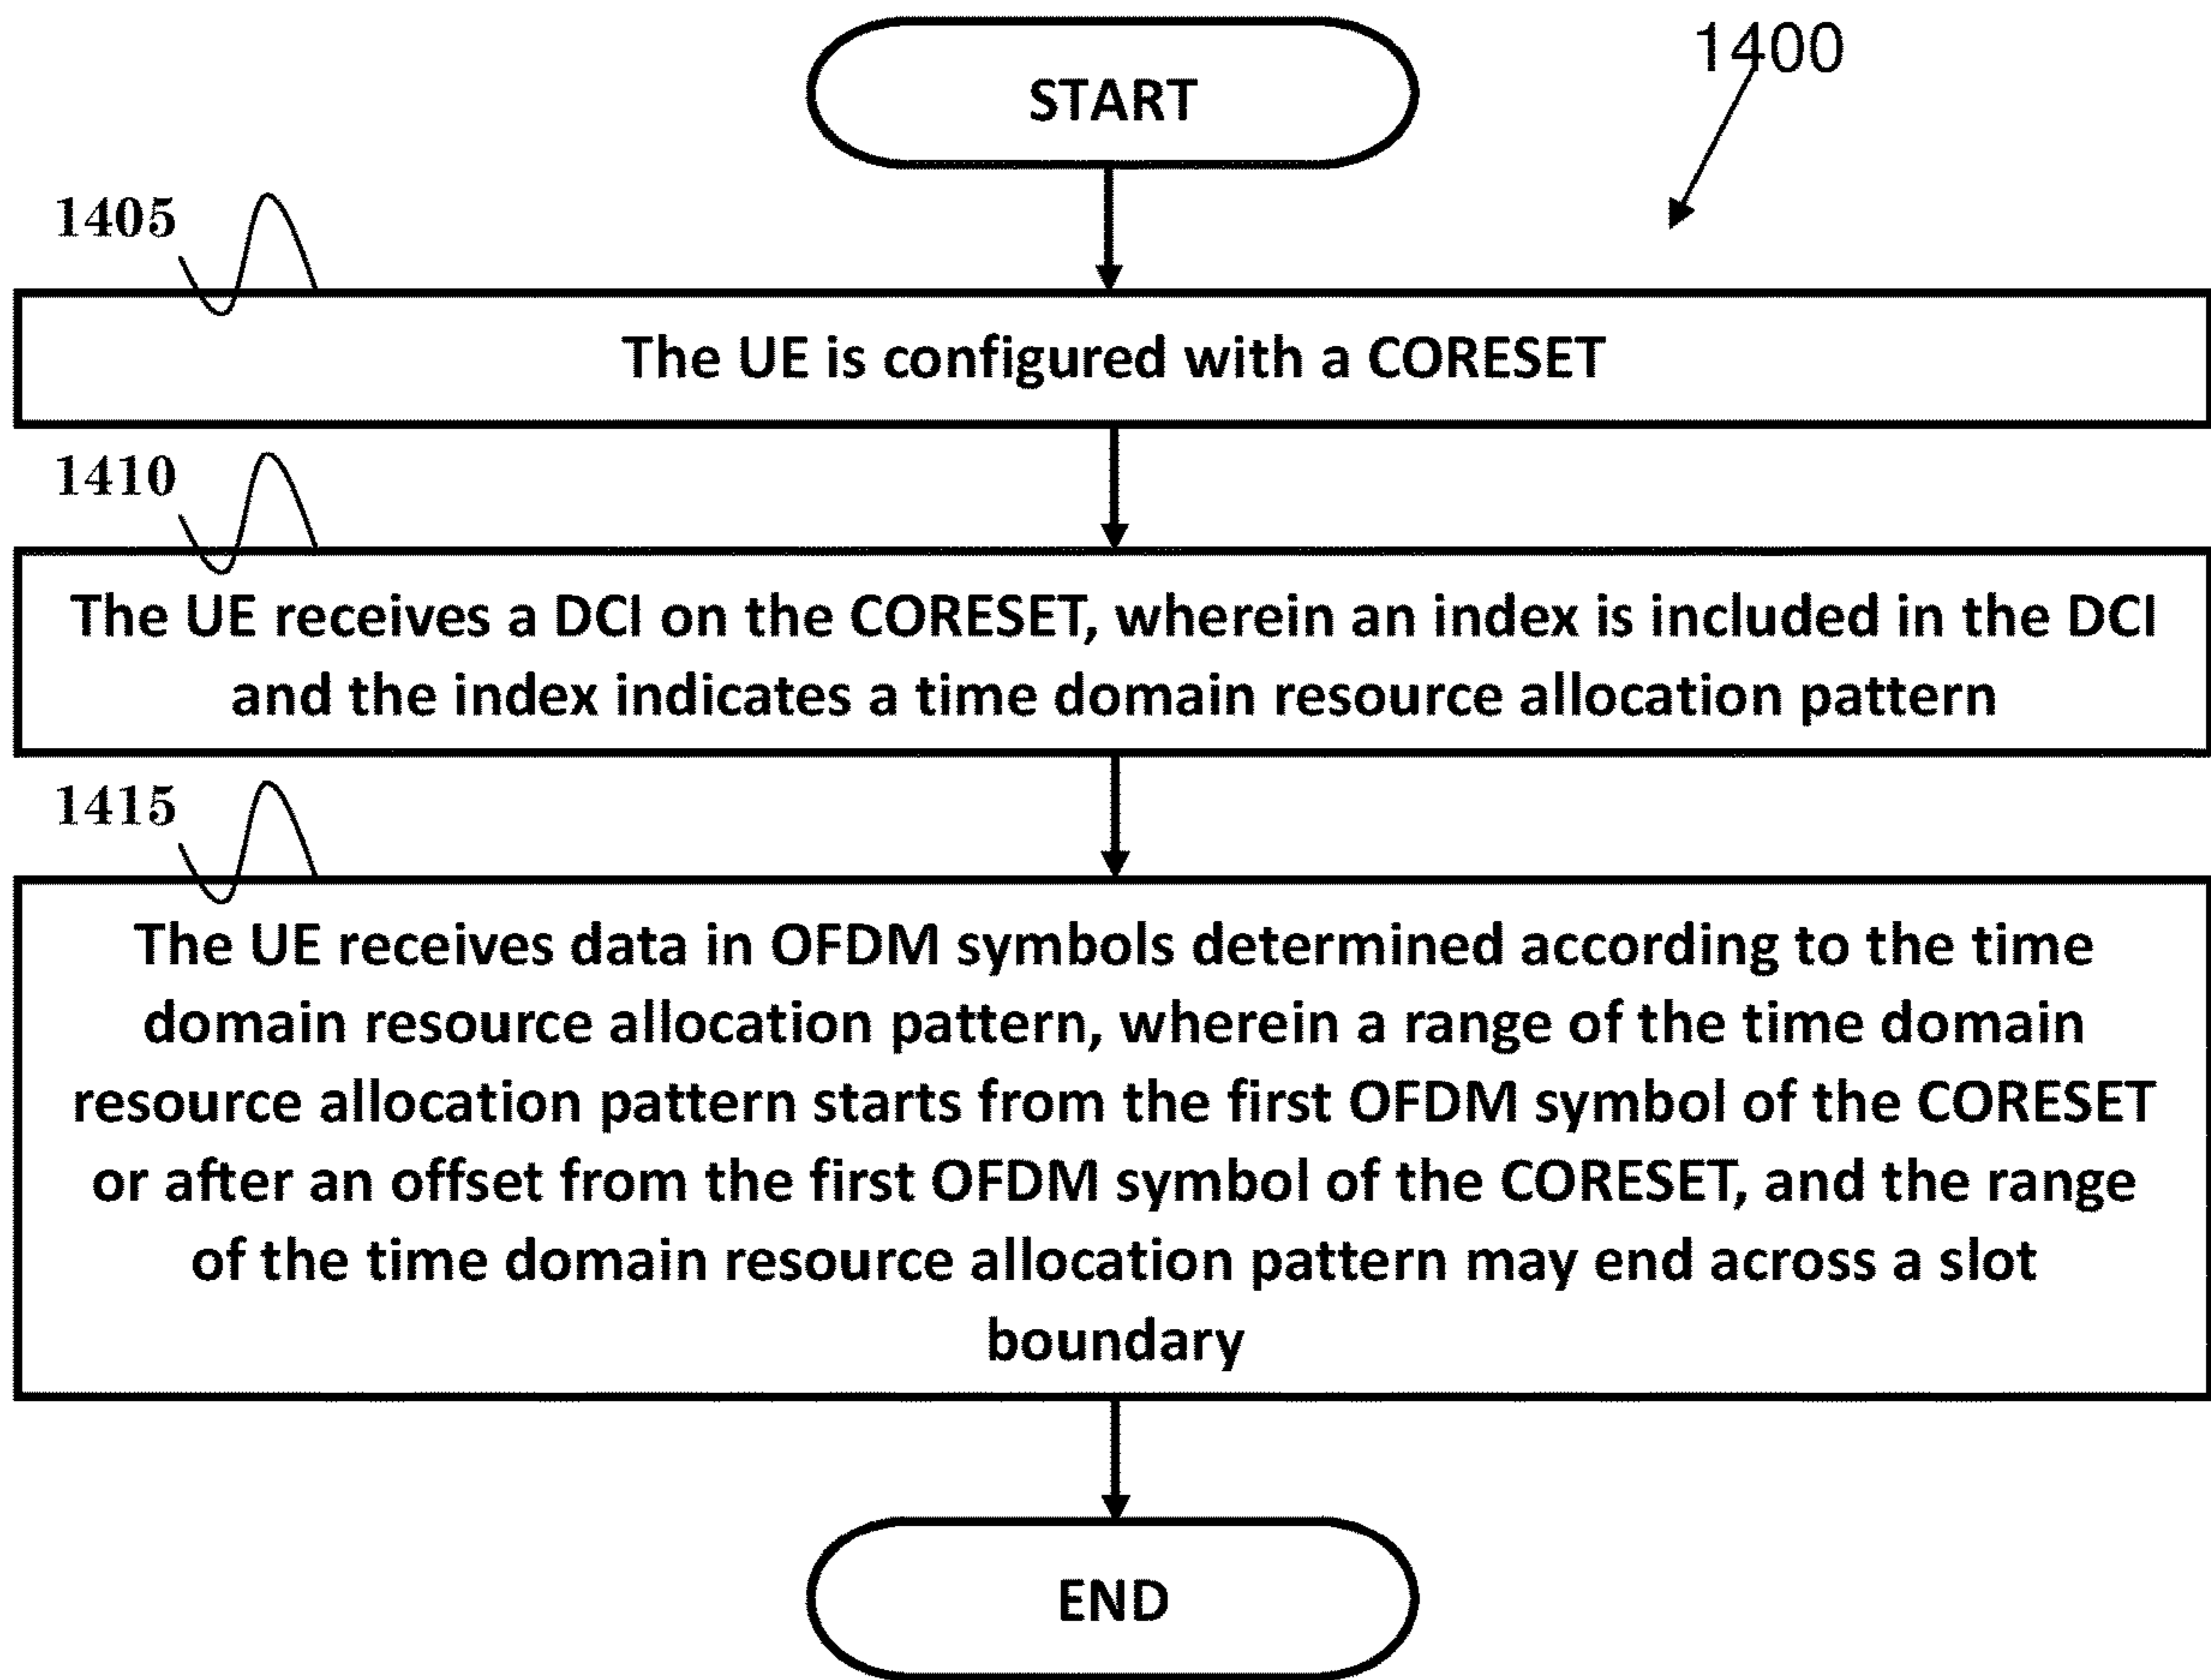 START
1400
1405
The UE is configured with a CORESET
1410
The UE receives a DCI on the CORESET, wherein an index is included in the DCI
and the index indicates a time domain resource allocation pattern
1415
The UE receives data in OFDM symbols determined according to the time
domain resource allocation pattern, wherein a range of the time domain
resource allocation pattern starts from the first OFDM symbol of the CORESET
or after an offset from the first OFDM symbol of the CORESET, and the range
of the time domain resource allocation pattern may end across a slot
boundary
END